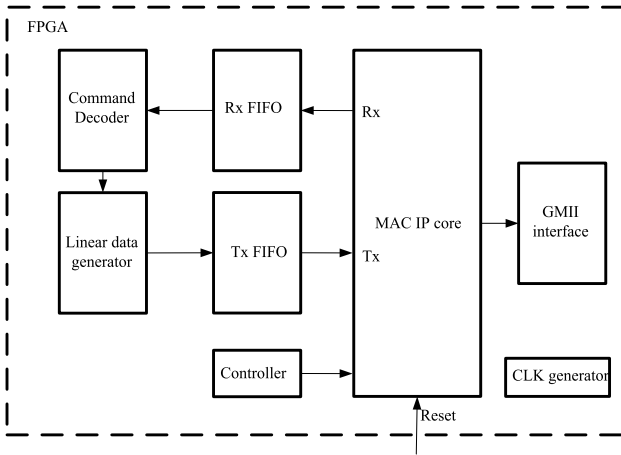 FPGA
Command
Decoder
Rx FIFO
Rx
MAC IP core
GMII
interface
Linear data
generator
Tx FIFO
Tx
Controller
CLK generator
Reset